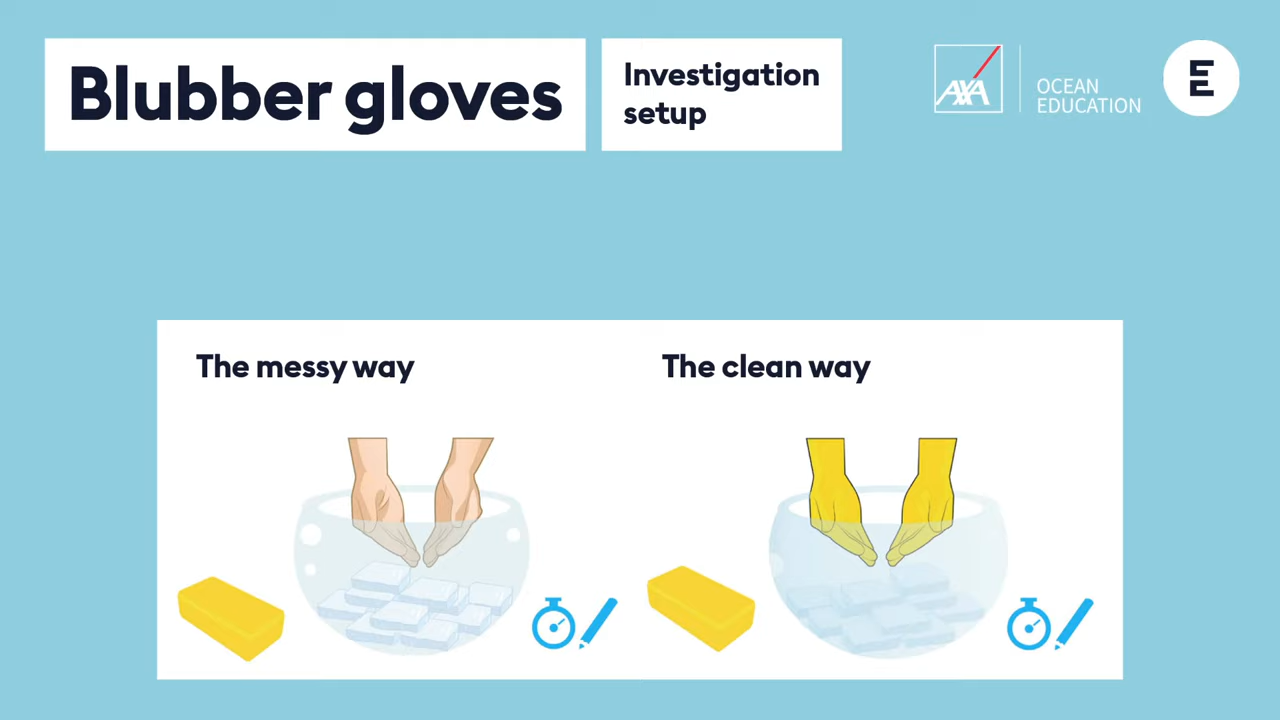 Blubber gloves
Investigation
setup
AXA
OCEAN
EDUCATION
E
The messy way
The clean way